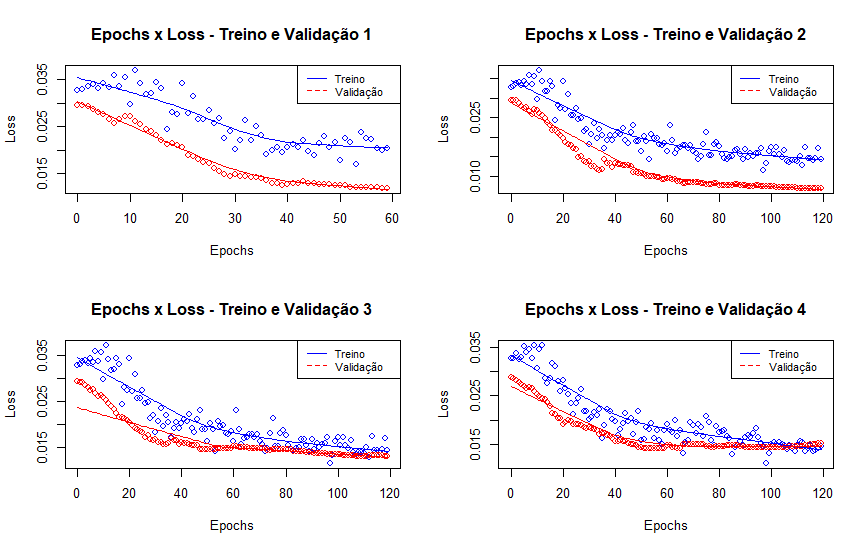 Epochs x Loss - Treino e Validação 1
Loss
0.035
0.025
0.015
Treino
Validação
0 10 20 30 40 50 60
Epochs
Epochs x Loss - Treino e Validação 2
Loss
0.025
0.010
Treino
Validação
0 20 40 60 80 100 120
Epochs
Epochs x Loss - Treino e Validação 3
Loss
0.035
0.025
0.015
Treino
Validação
0 20 40 60 80 100 120
Epochs
Epochs x Loss - Treino e Validação 4
Loss
0.035
0.025
0.015
Treino
Validação
0 20 40 60 80 100 120
Epochs